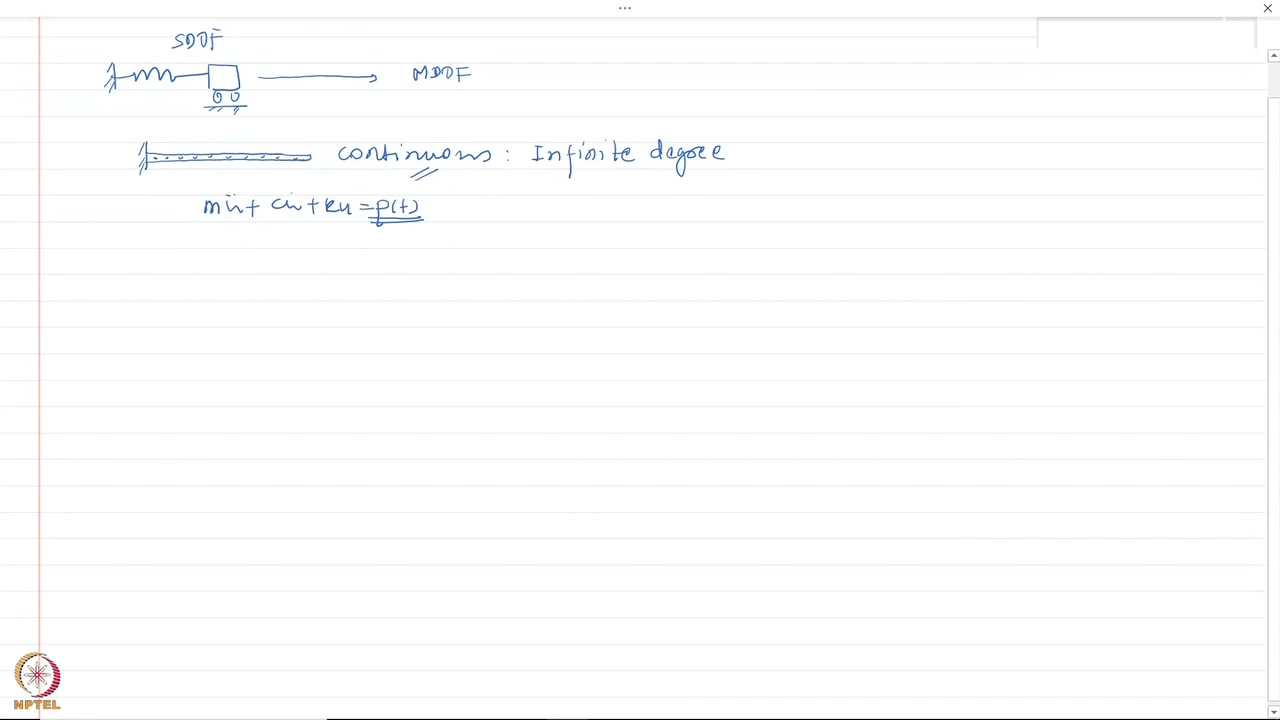 SDOF
MDOF
continuous : Infinite degree
mü + cu̇ + ku = p(t)
NPTEL